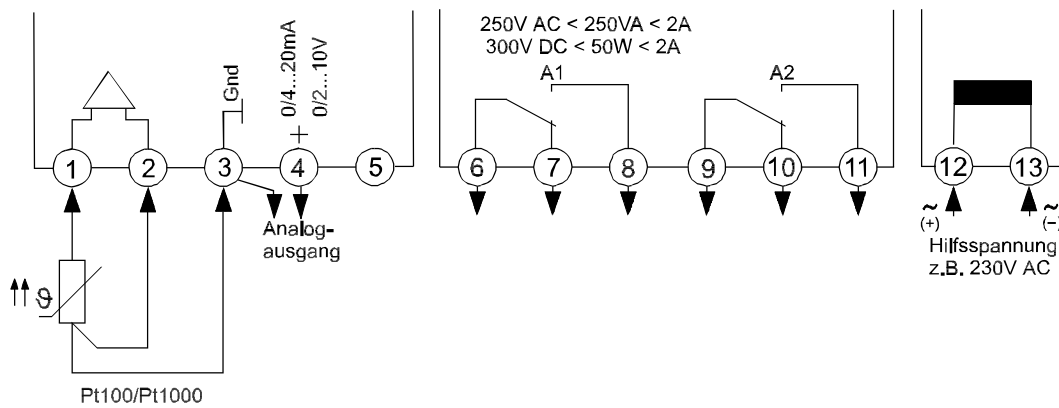 250V AC < 250VA < 2A
300V DC < 50W < 2A
Gnd
0/4...20mA
0/2...10V
+
A1
A2
1
2
3
4
5
6
7
8
9
10
11
12
13
Analog-
ausgang
~
(+)
~
(−)
Hilfsspannung
z.B. 230V AC
ϑ
Pt100/Pt1000